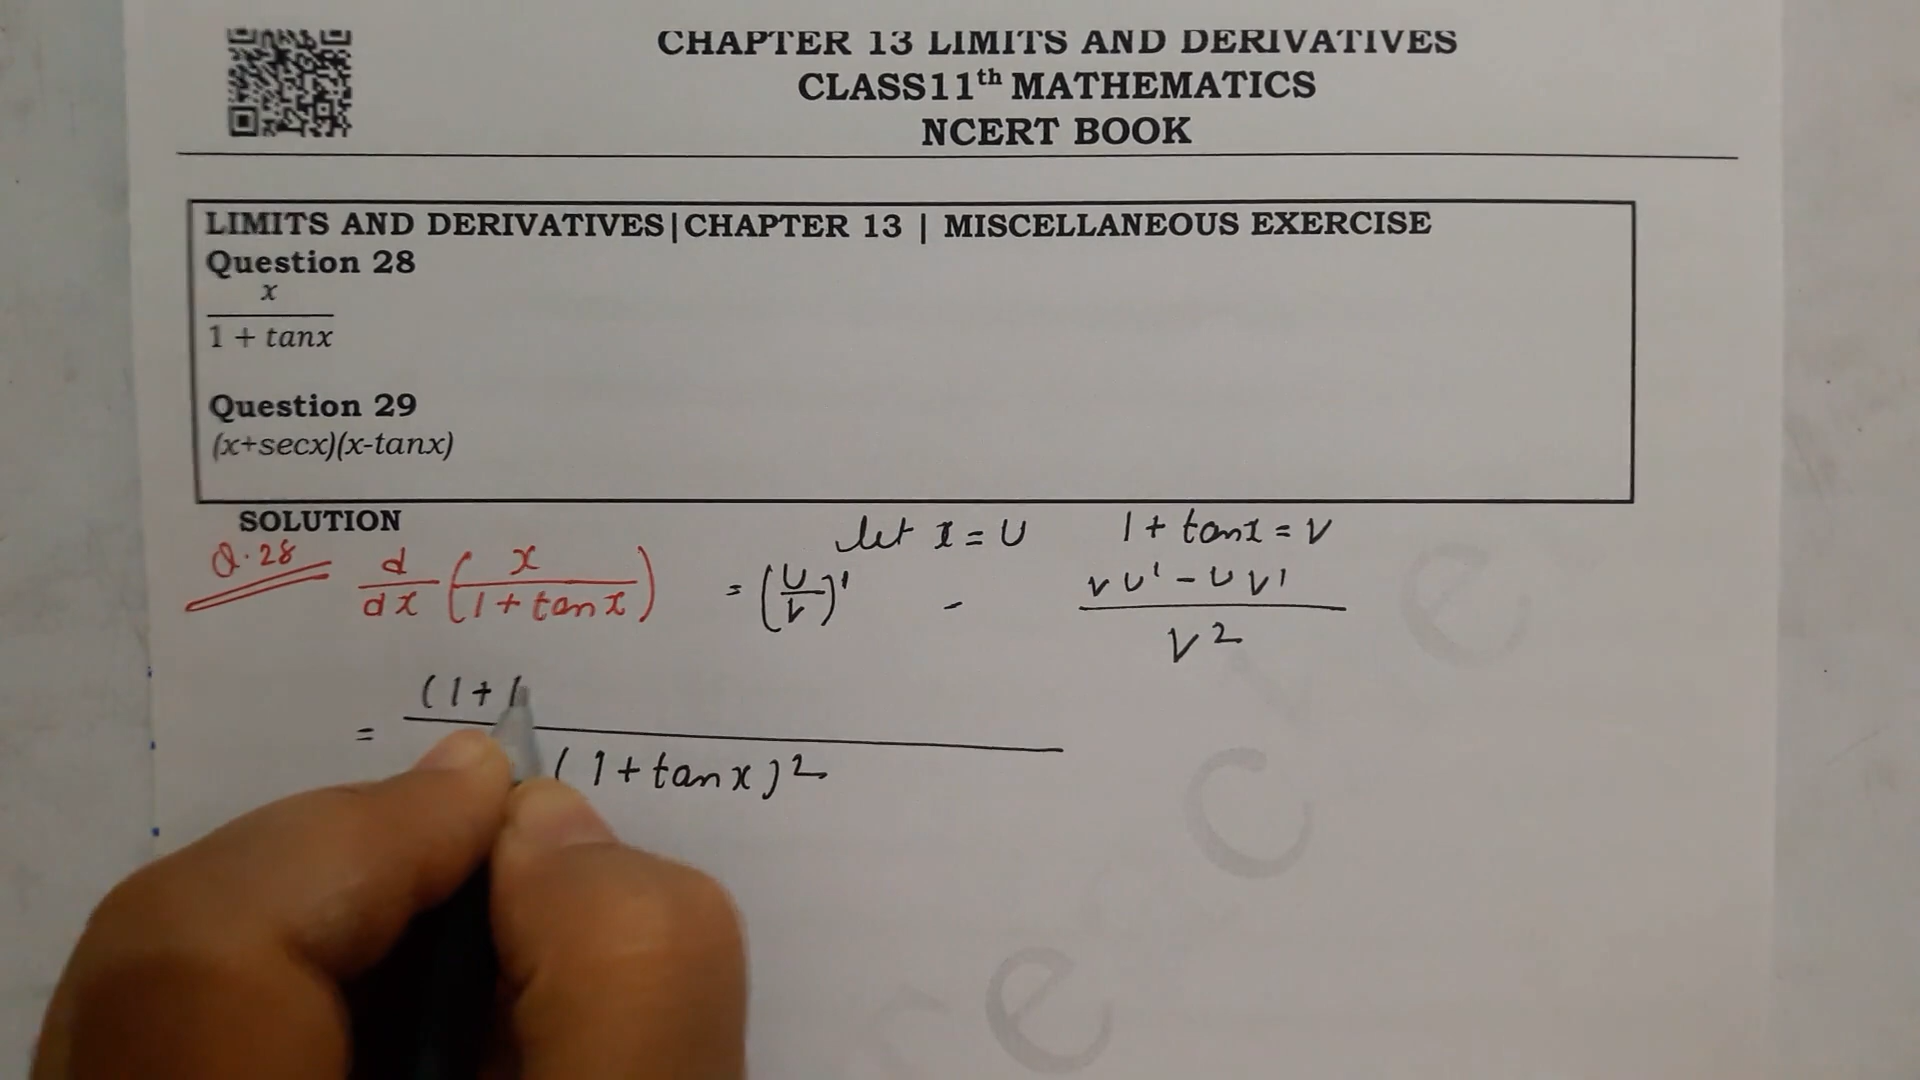 CHAPTER 13 LIMITS AND DERIVATIVES
CLASS11th MATHEMATICS
NCERT BOOK
LIMITS AND DERIVATIVES|CHAPTER 13 | MISCELLANEOUS EXERCISE
Question 28
x
1 + tanx
Question 29
(x+secx)(x-tanx)
SOLUTION
let x = U 1 + tanx = V
Q.28 d/dx (x/(1 + tanx)) = (U/V)' - (VU' - UV')/V²
= (1+
(1+tanx)²